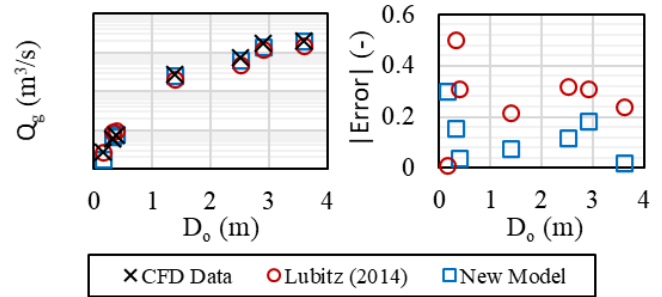 Q_g (m³/s)
0 1 2 3 4
D_o (m)
|Error| (-)
0.6
0.4
0.2
0
0 1 2 3 4
D_o (m)
CFD Data Lubitz (2014) New Model